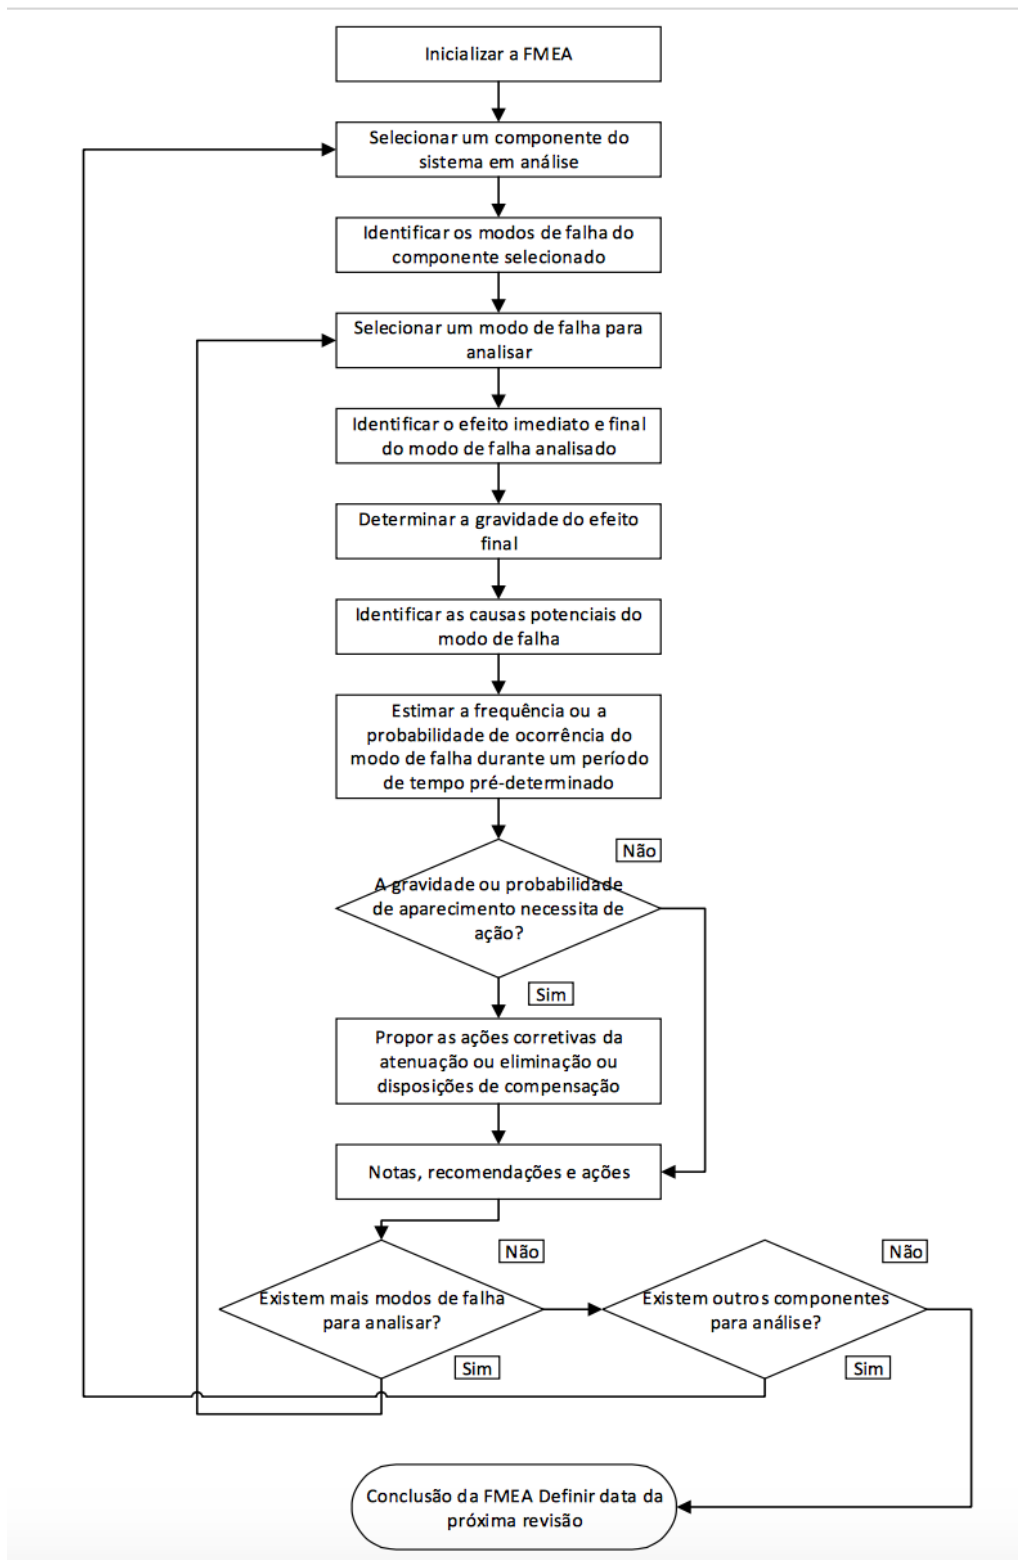 Inicializar a FMEA
Selecionar um componente do
sistema em análise
Identificar os modos de falha do
componente selecionado
Selecionar um modo de falha para
analisar
Identificar o efeito imediato e final
do modo de falha analisado
Determinar a gravidade do efeito
final
Identificar as causas potenciais do
modo de falha
Estimar a frequência ou a
probabilidade de ocorrência do
modo de falha durante um período
de tempo pré-determinado
Não
A gravidade ou probabilidade
de aparecimento necessita de
ação?
Sim
Propor as ações corretivas da
atenuação ou eliminação ou
disposições de compensação
Notas, recomendações e ações
Não
Existem mais modos de falha
para analisar?
Sim
Não
Existem outros componentes
para análise?
Sim
Conclusão da FMEA Definir data da
próxima revisão